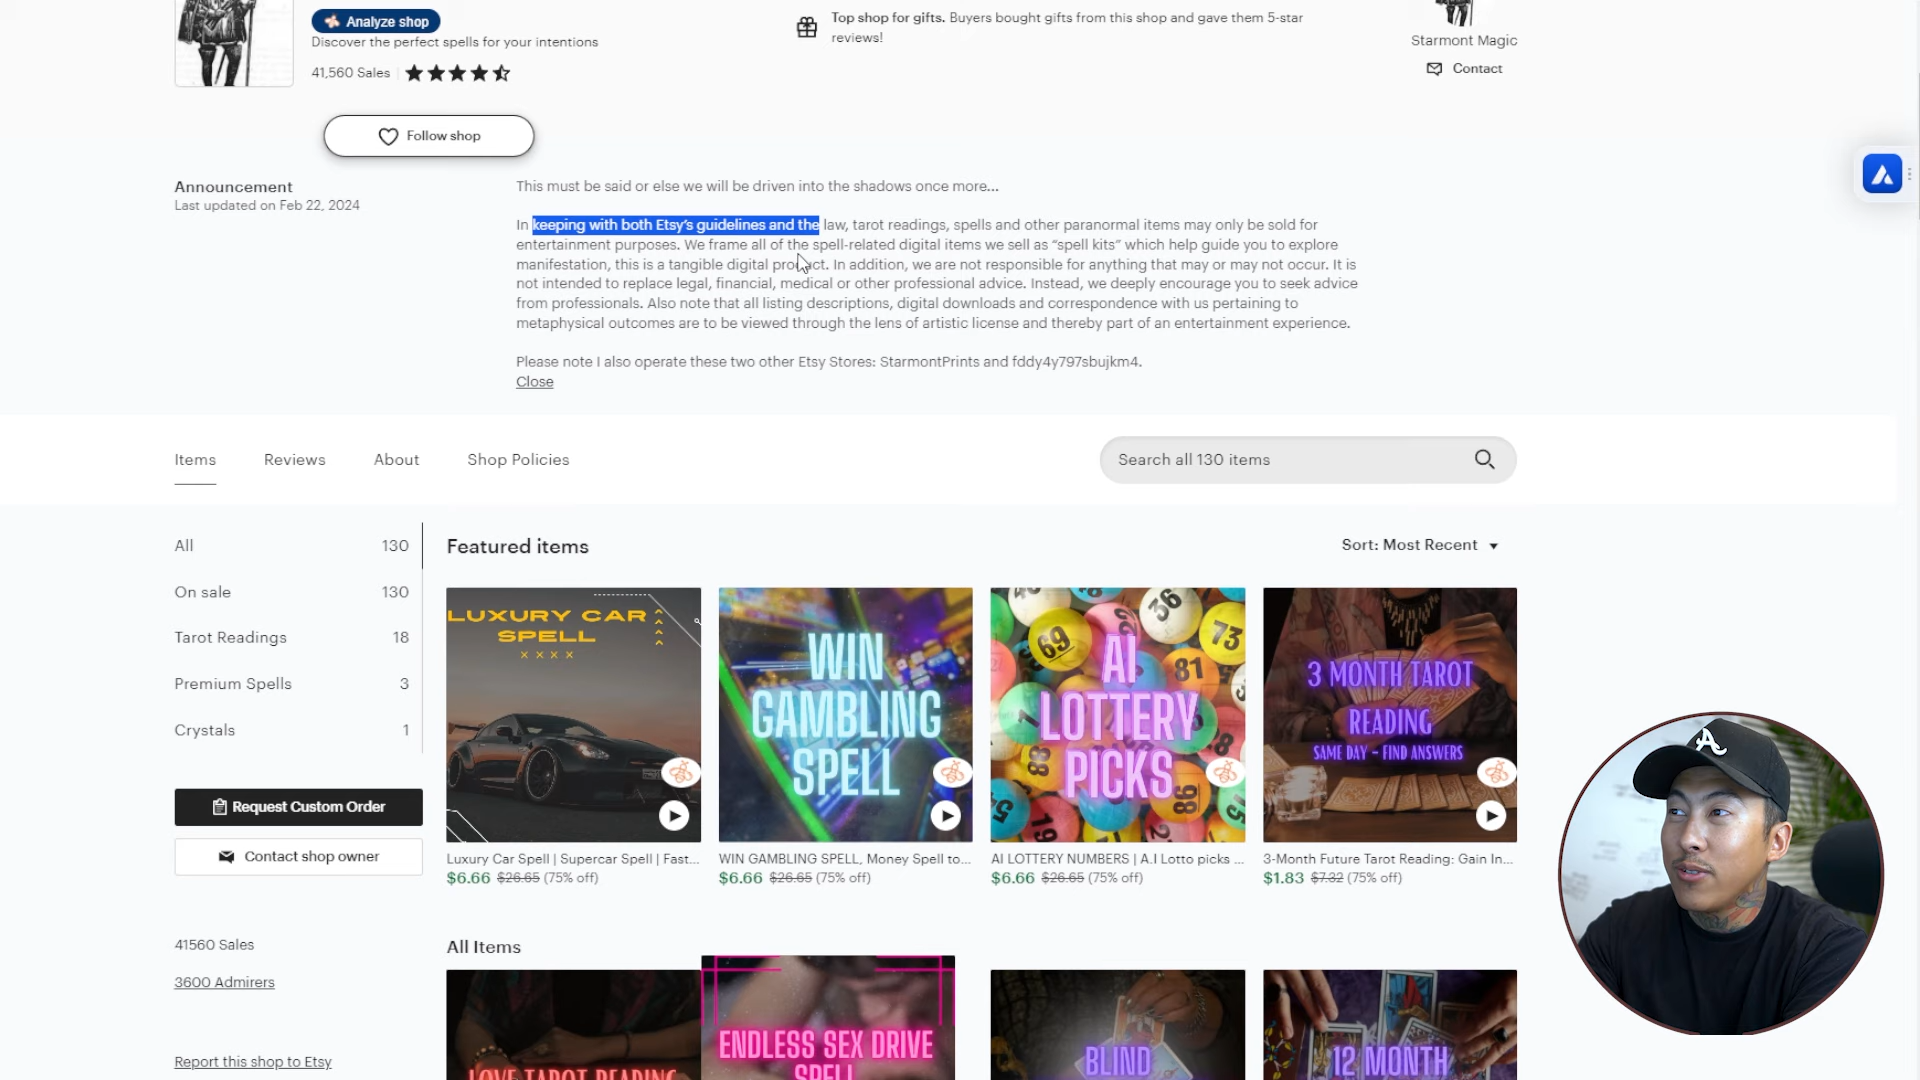 Analyze shop
Discover the perfect spells for your intentions
41,560 Sales
Follow shop
Top shop for gifts. Buyers bought gifts from this shop and gave them 5-star
reviews!
Starmont Magic
Contact
Announcement
Last updated on Feb 22, 2024
This must be said or else we will be driven into the shadows once more...
In keeping with both Etsy's guidelines and the law, tarot readings, spells and other paranormal items may only be sold for
entertainment purposes. We frame all of the spell-related digital items we sell as “spell kits” which help guide you to explore
manifestation, this is a tangible digital product. In addition, we are not responsible for anything that may or may not occur. It is
not intended to replace legal, financial, medical or other professional advice. Instead, we deeply encourage you to seek advice
from professionals. Also note that all listing descriptions, digital downloads and correspondence with us pertaining to
metaphysical outcomes are to be viewed through the lens of artistic license and thereby part of an entertainment experience.
Please note I also operate these two other Etsy Stores: StarmontPrints and fddy4y797sbujkm4.
Close
Items
Reviews
About
Shop Policies
Search all 130 items
All 130
On sale 130
Tarot Readings 18
Premium Spells 3
Crystals 1
Request Custom Order
Contact shop owner
41560 Sales
3600 Admirers
Report this shop to Etsy
Featured items
Sort: Most Recent
LUXURY CAR
SPELL
Luxury Car Spell | Supercar Spell | Fast...
$6.66 $26.65 (75% off)
WIN
GAMBLING
SPELL
WIN GAMBLING SPELL, Money Spell to...
$6.66 $26.65 (75% off)
36
69
73
81
AI
LOTTERY
PICKS
88
98
19
AI LOTTERY NUMBERS | A.I Lotto picks ...
$6.66 $26.65 (75% off)
3 MONTH TAROT
READING
SAME DAY - FIND ANSWERS
3-Month Future Tarot Reading: Gain In...
$1.83 $7.32 (75% off)
All Items
LOVE TAROT READING
ENDLESS SEX DRIVE
SPELL
BLIND
12 MONTH
A